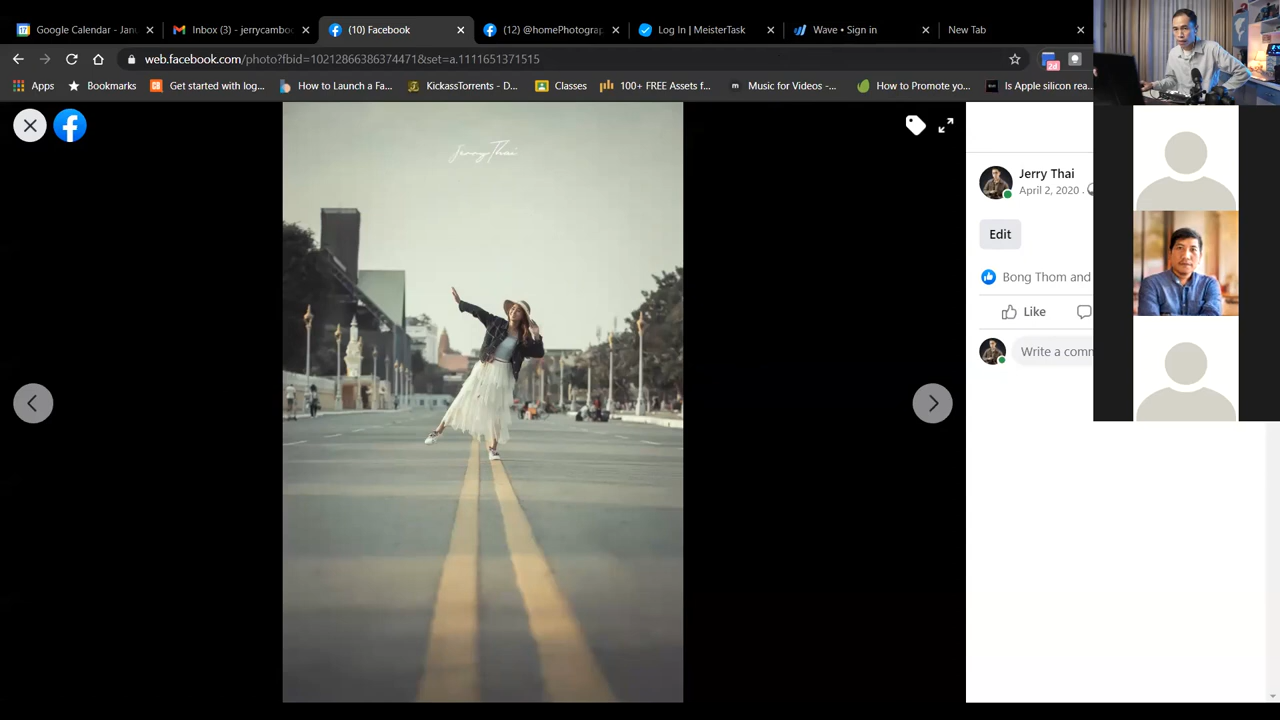 Google Calendar - Janu
Inbox (3) - jerrycambo
(10) Facebook
(12) @homePhotograp
Log In | MeisterTask
Wave • Sign in
New Tab
web.facebook.com/photo?fbid=10212866386374471&set=a.1111651371515
2d
Apps
Bookmarks
Get started with log...
How to Launch a Fa...
KickassTorrents - D...
Classes
100+ FREE Assets f...
Music for Videos -...
How to Promote yo...
Is Apple silicon rea...
Jerry Thai
Jerry Thai
April 2, 2020 ·
Edit
Bong Thom and
Like
Write a comm